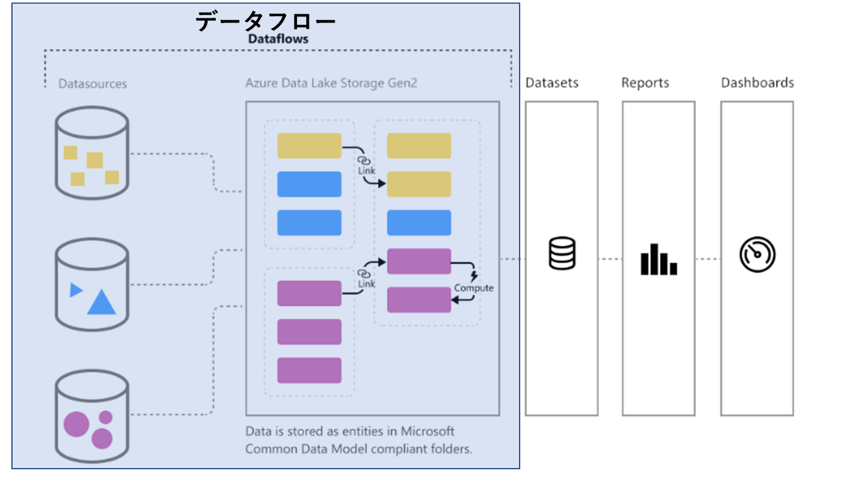 データフロー
Dataflows
Datasources
Azure Data Lake Storage Gen2
Datasets
Reports
Dashboards
Link
Link
Compute
Data is stored as entities in Microsoft
Common Data Model compliant folders.